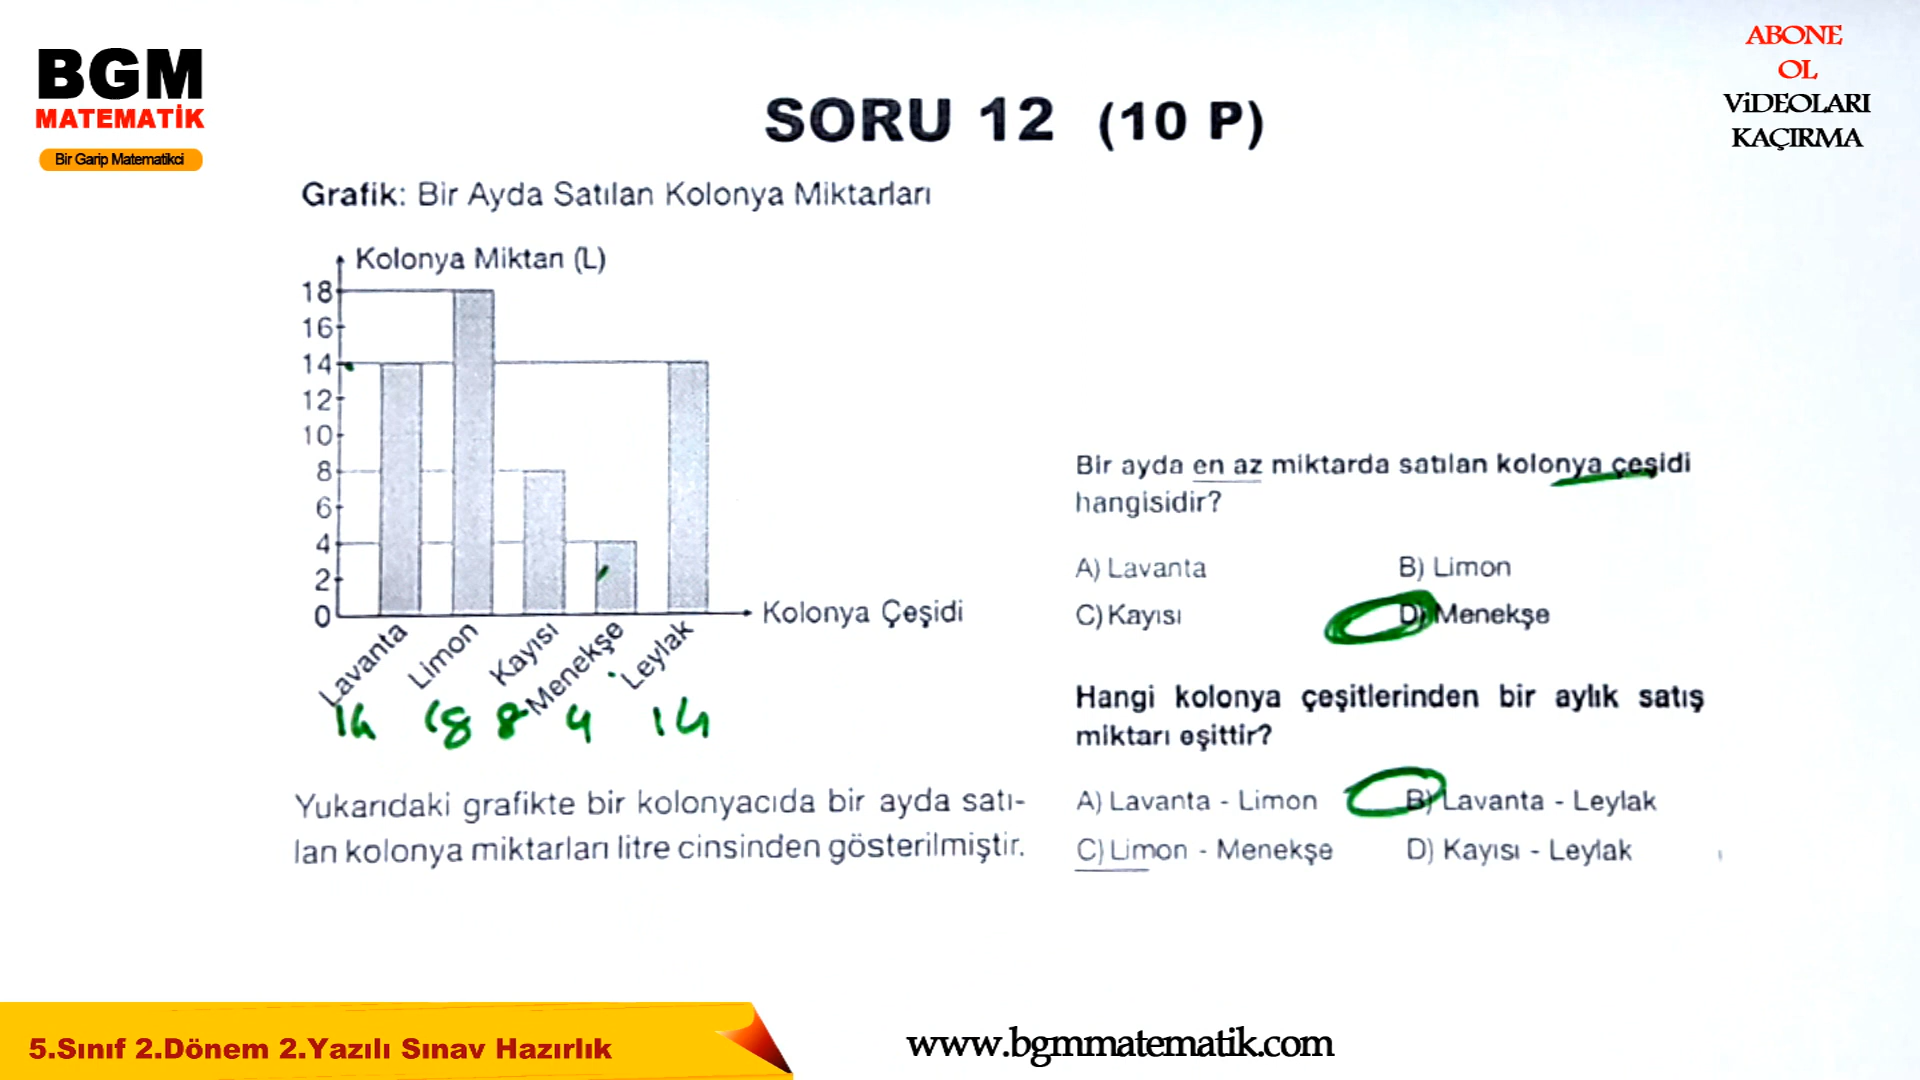 BGM
MATEMATİK
Bir Garip Matematikci
ABONE
OL
ViDEOLARI
KAÇIRMA
SORU 12 (10 P)
Grafik: Bir Ayda Satılan Kolonya Miktarları
Kolonya Miktarı (L)
18
16
14
12
10
8
6
4
2
0
Kolonya Çeşidi
Lavanta
Limon
Kayısı
Menekşe
Leylak
14 18 8 4 14
Yukarıdaki grafikte bir kolonyacıda bir ayda satı-
lan kolonya miktarları litre cinsinden gösterilmiştir.
Bir ayda en az miktarda satılan kolonya çeşidi
hangisidir?
A) Lavanta B) Limon
C) Kayısı D) Menekşe
Hangi kolonya çeşitlerinden bir aylık satış
miktarı eşittir?
A) Lavanta - Limon B) Lavanta - Leylak
C) Limon - Menekşe D) Kayısı - Leylak
5.Sınıf 2.Dönem 2.Yazılı Sınav Hazırlık
www.bgmmatematik.com